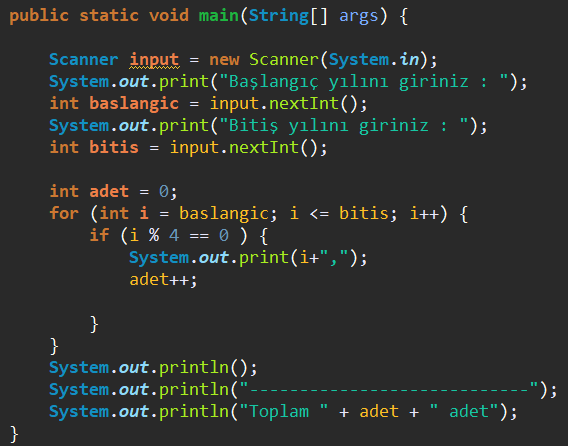 public static void main(String[] args) {
Scanner input = new Scanner(System.in);
System.out.print("Başlangıç yılını giriniz : ");
int baslangic = input.nextInt();
System.out.print("Bitiş yılını giriniz : ");
int bitis = input.nextInt();
int adet = 0;
for (int i = baslangic; i <= bitis; i++) {
if (i % 4 == 0 ) {
System.out.print(i+",");
adet++;
}
}
System.out.println();
System.out.println("----------------------------");
System.out.println("Toplam " + adet + " adet");
}